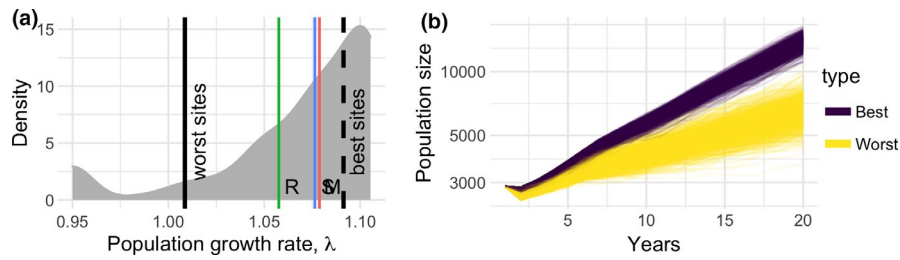 (a)
15
10
5
0
Density
worst sites
R
S
M
best sites
0.95
1.00
1.05
1.10
Population growth rate, λ
(b)
Population size
10000
5000
3000
5
10
15
20
Years
type
Best
Worst